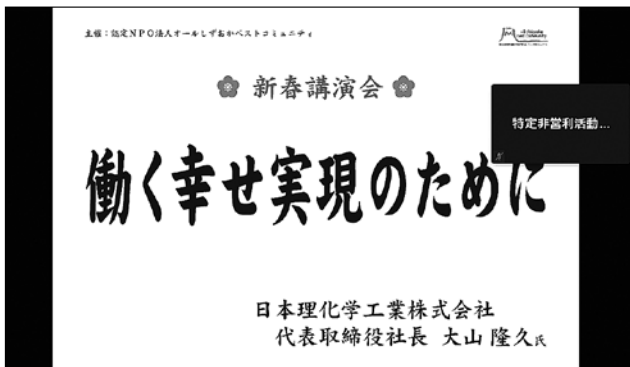 主催：認定NPO法人オールしずおかベストコミュニティ
新春講演会
特定非営利活動...
働く幸せ実現のために
日本理化学工業株式会社
代表取締役社長 大山 隆久氏